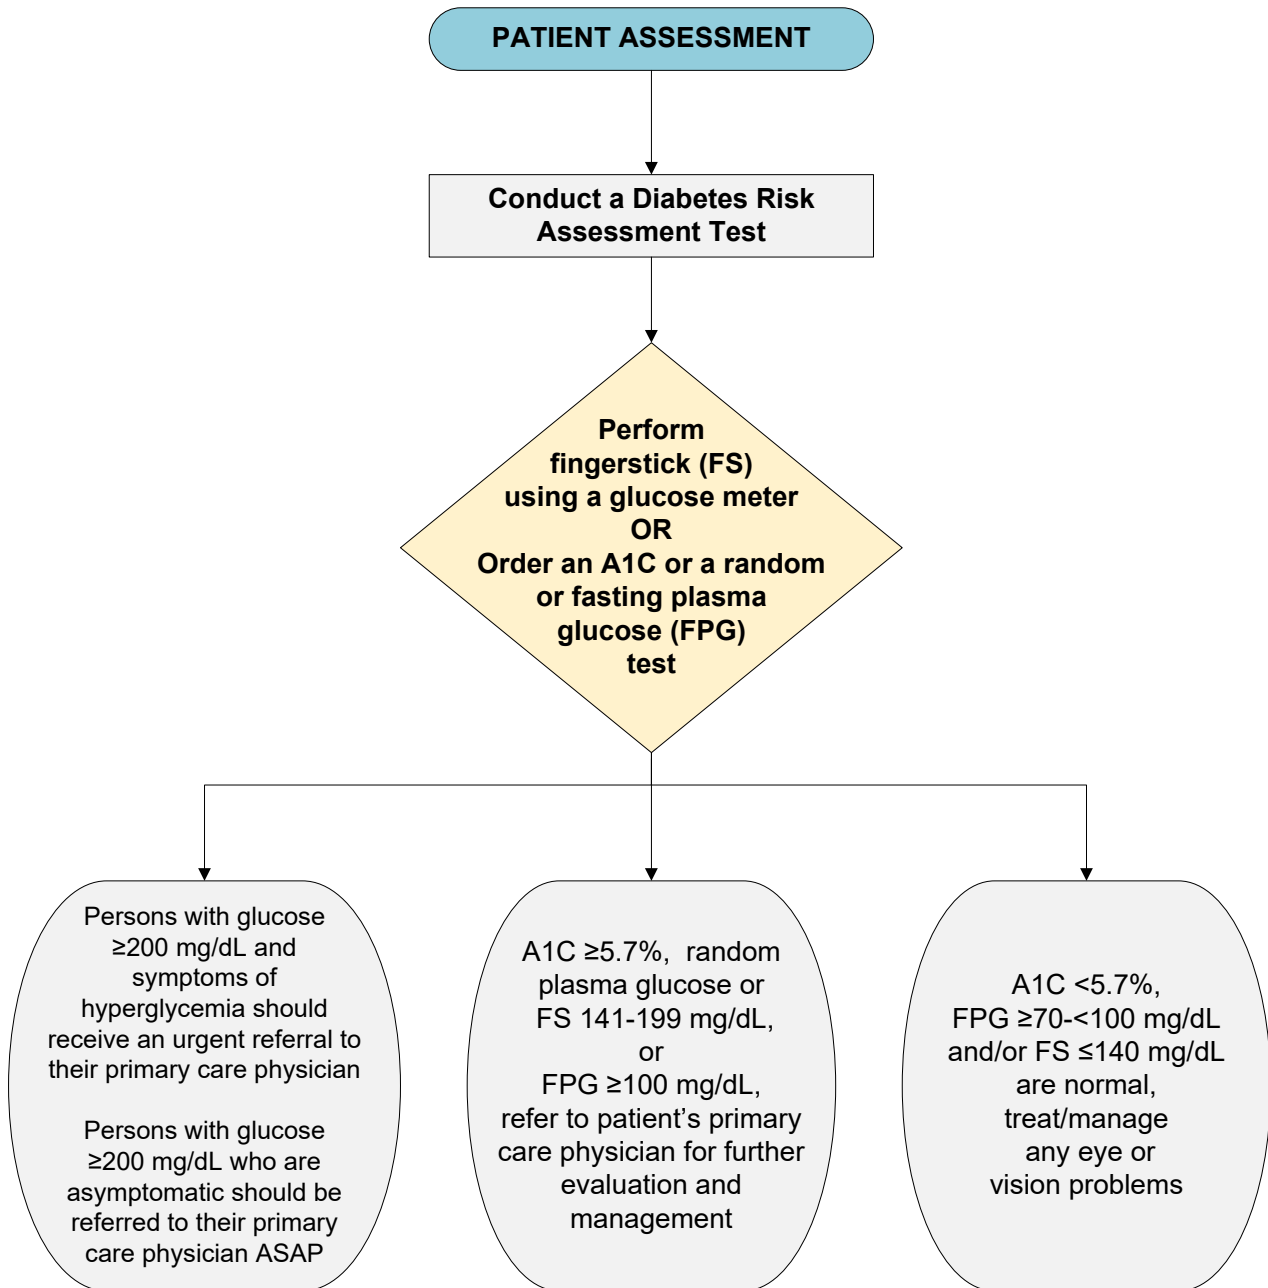 PATIENT ASSESSMENT
Conduct a Diabetes Risk
Assessment Test
Perform
fingerstick (FS)
using a glucose meter
OR
Order an A1C or a random
or fasting plasma
glucose (FPG)
test
Persons with glucose
≥200 mg/dL and
symptoms of
hyperglycemia should
receive an urgent referral to
their primary care physician
Persons with glucose
≥200 mg/dL who are
asymptomatic should be
referred to their primary
care physician ASAP
A1C ≥5.7%, random
plasma glucose or
FS 141-199 mg/dL,
or
FPG ≥100 mg/dL,
refer to patient’s primary
care physician for further
evaluation and
management
A1C <5.7%,
FPG ≥70-<100 mg/dL
and/or FS ≤140 mg/dL
are normal,
treat/manage
any eye or
vision problems